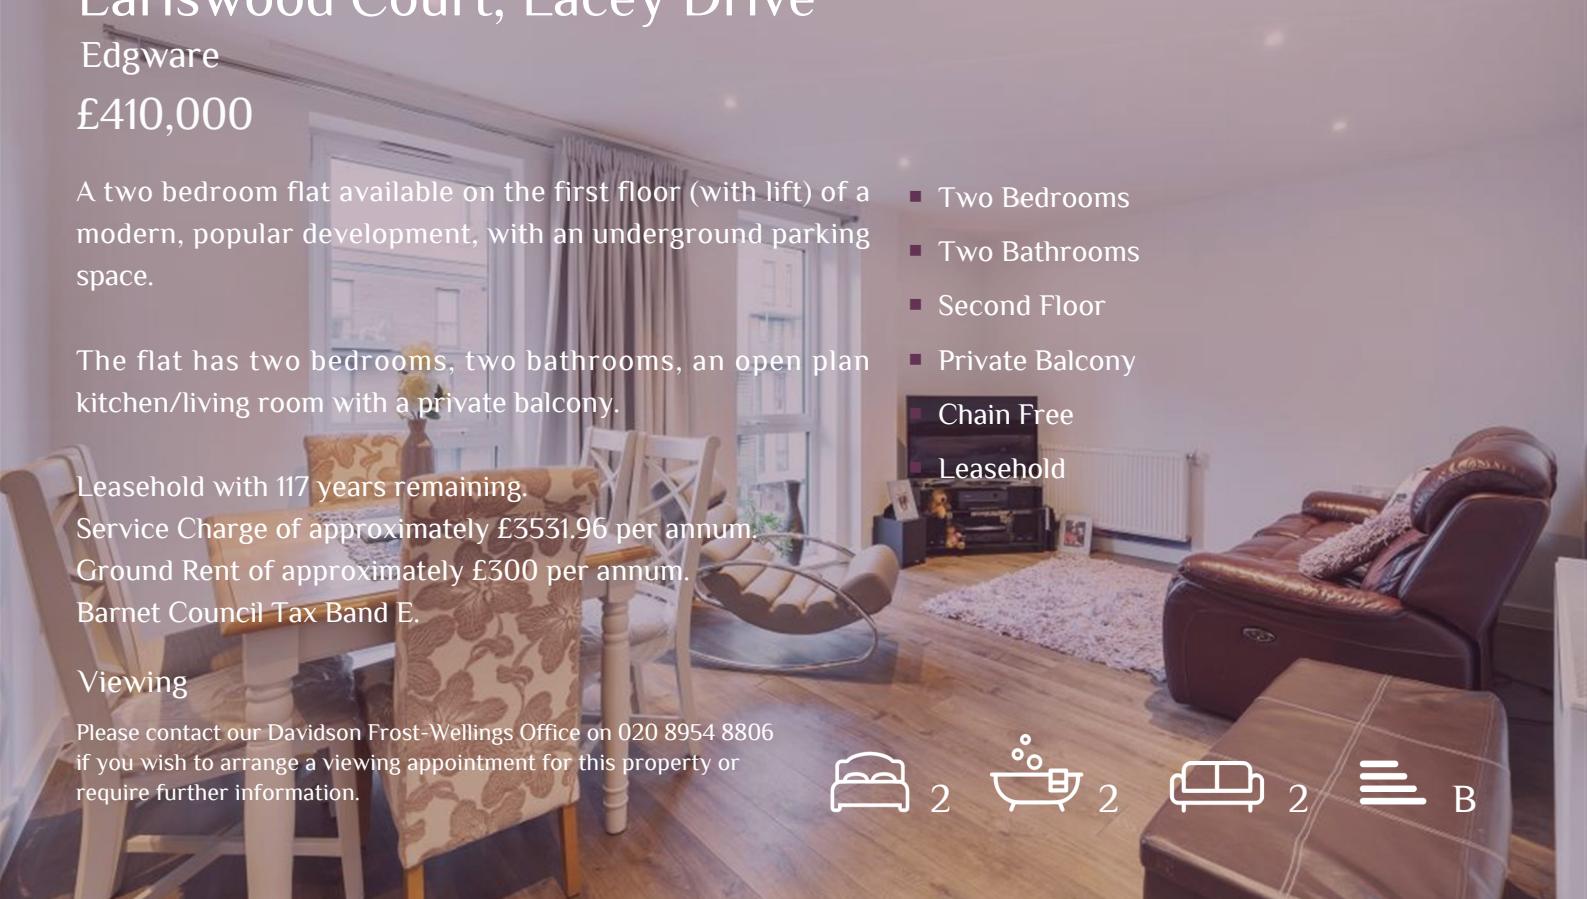 Earlswood Court, Lacey Drive
Edgware
£410,000
A two bedroom flat available on the first floor (with lift) of a
modern, popular development, with an underground parking
space.
The flat has two bedrooms, two bathrooms, an open plan
kitchen/living room with a private balcony.
Leasehold with 117 years remaining.
Service Charge of approximately £3531.96 per annum.
Ground Rent of approximately £300 per annum.
Barnet Council Tax Band E.
Viewing
Please contact our Davidson Frost-Wellings Office on 020 8954 8806
if you wish to arrange a viewing appointment for this property or
require further information.
Two Bedrooms
Two Bathrooms
Second Floor
Private Balcony
Chain Free
Leasehold
2 2 2 B